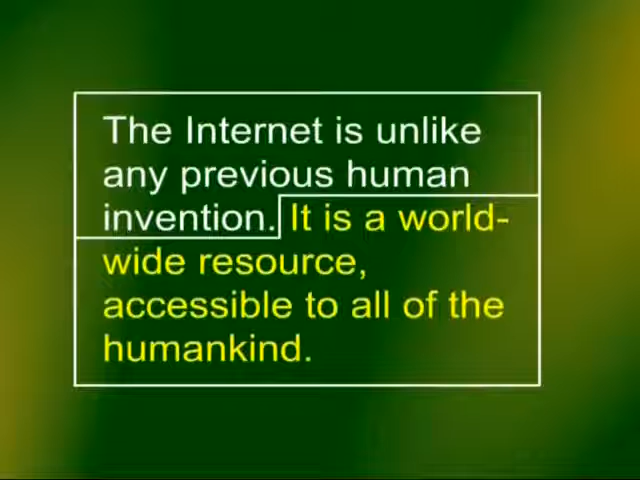 The Internet is unlike
any previous human
invention. It is a world-
wide resource,
accessible to all of the
humankind.